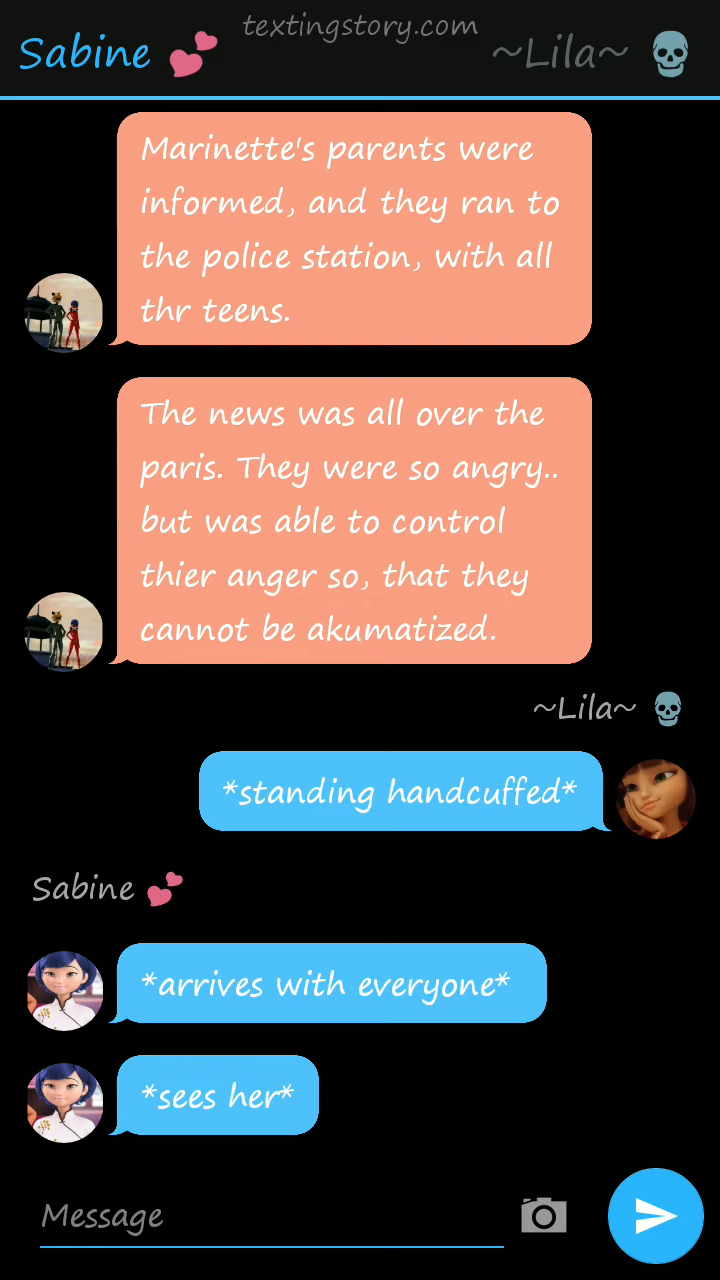 textingstory.com
Sabine 💕 ~Lila~ 💀
Marinette's parents were
informed, and they ran to
the police station, with all
thr teens.
The news was all over the
paris. They were so angry..
but was able to control
thier anger so, that they
cannot be akumatized.
~Lila~ 💀
*standing handcuffed*
Sabine 💕
*arrives with everyone*
*sees her*
Message